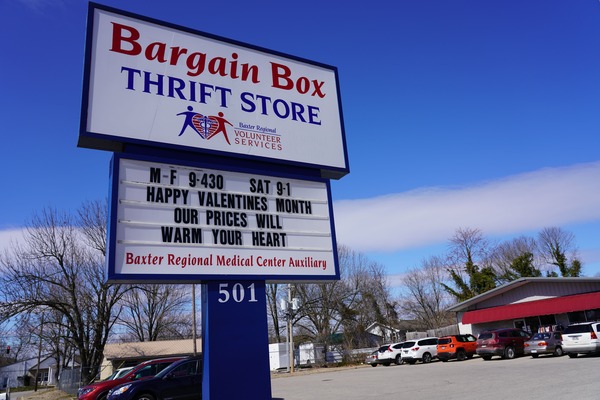 Bargain Box
THRIFT STORE
Baxter Regional
VOLUNTEER
SERVICES
M-F 9-430 SAT 9-1
HAPPY VALENTINES MONTH
OUR PRICES WILL
WARM YOUR HEART
Baxter Regional Medical Center Auxiliary
501